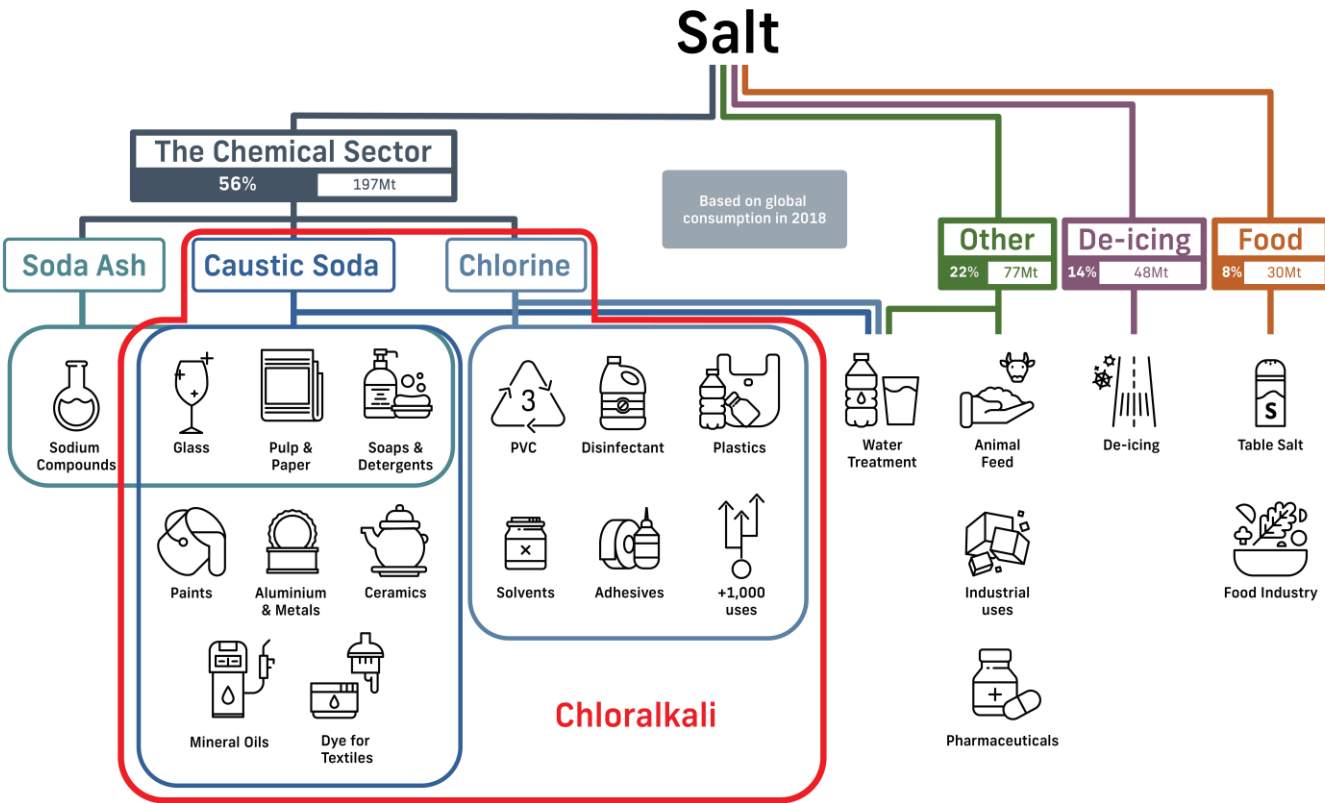 Salt
The Chemical Sector
56% 197Mt
Based on global
consumption in 2018
Soda Ash
Caustic Soda
Chlorine
Other
22% 77Mt
De-icing
14% 48Mt
Food
8% 30Mt
Sodium
Compounds
Glass
Pulp &
Paper
Soaps &
Detergents
3
PVC
Disinfectant
Plastics
Water
Treatment
Animal
Feed
De-icing
S
Table Salt
Paints
Aluminium
& Metals
Ceramics
Solvents
Adhesives
+1,000
uses
Industrial
uses
Food Industry
Mineral Oils
Dye for
Textiles
Chloralkali
Pharmaceuticals